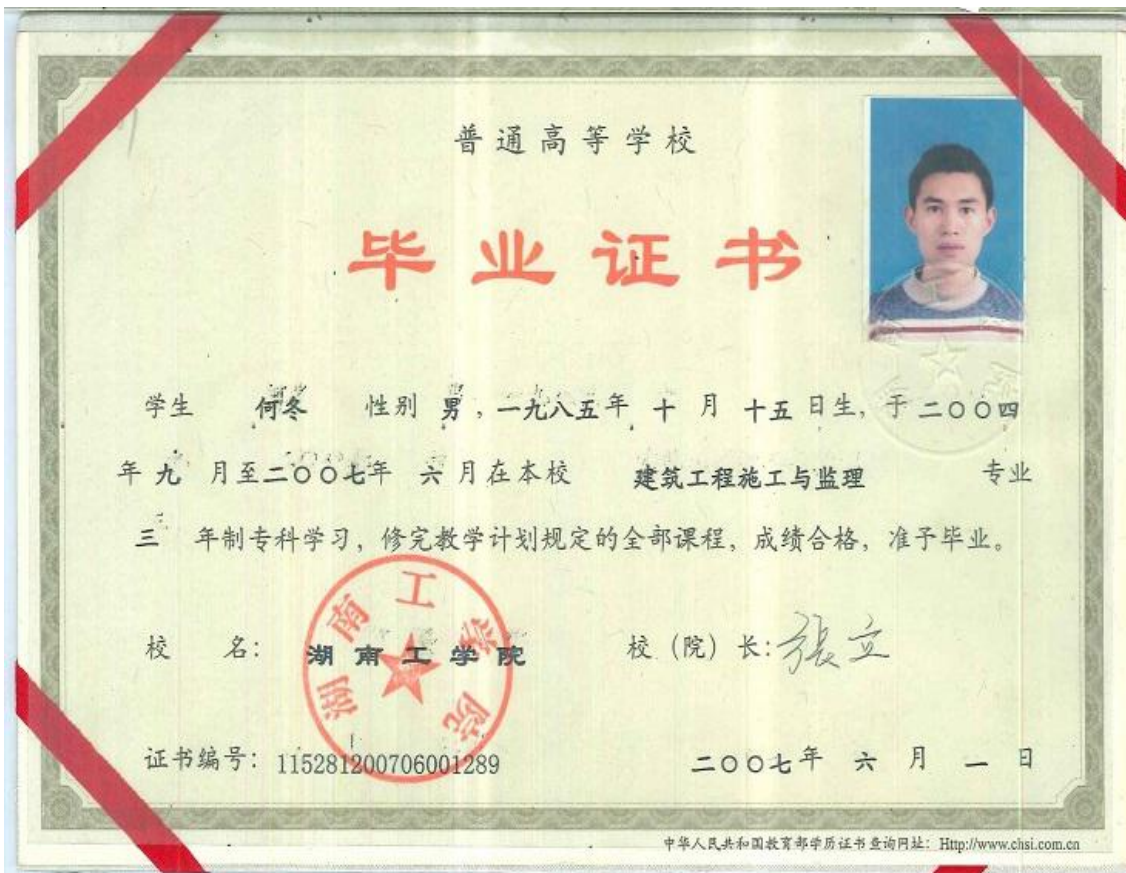 普通高等学校
毕业证书
学生 何冬 性别 男，一九八五年 十 月 十五 日生，于二〇〇四
年 九 月至二〇〇七年 六 月在本校 建筑工程施工与监理 专业
三 年制专科学习，修完教学计划规定的全部课程，成绩合格，准予毕业。
校 名：湖南工学院 校（院）长：張立
湖南工学院
证书编号：115281200706001289 二〇〇七年 六 月 一 日
中华人民共和国教育部学历证书查询网址：Http://www.chsi.com.cn